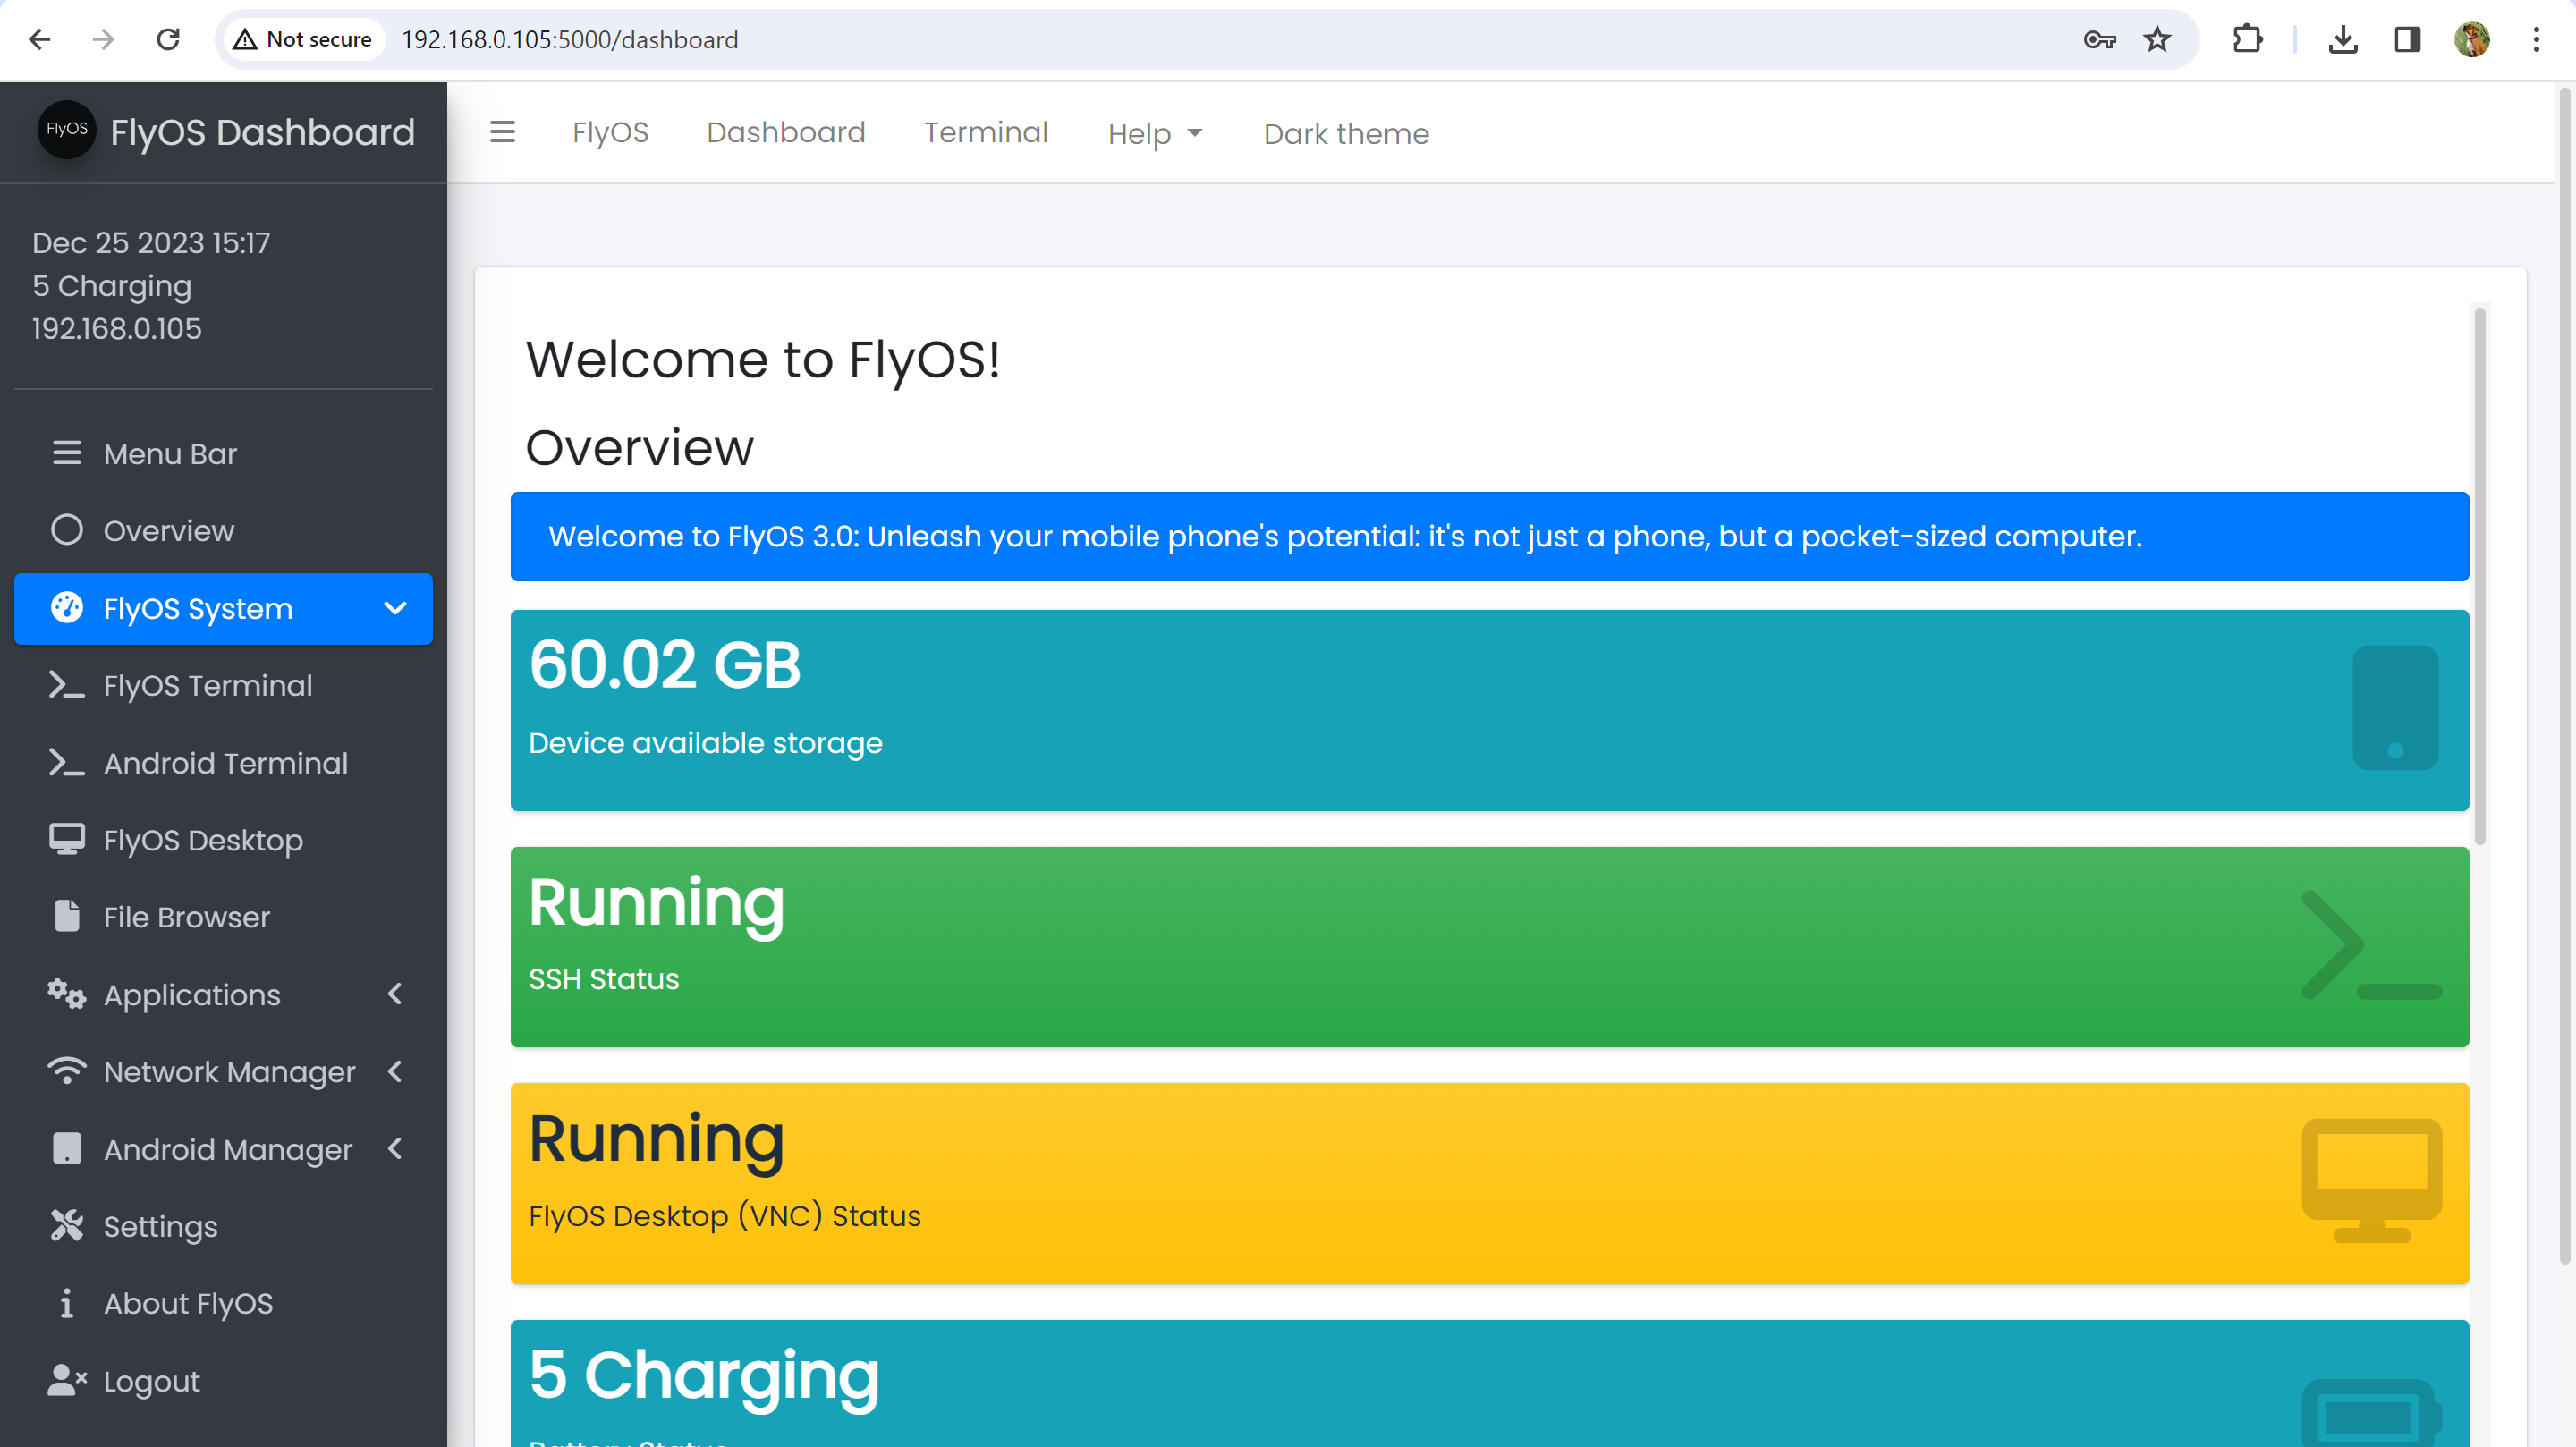 Not secure 192.168.0.105:5000/dashboard
FlyOS FlyOS Dashboard
FlyOS Dashboard Terminal Help Dark theme
Dec 25 2023 15:17
5 Charging
192.168.0.105
Menu Bar
Overview
FlyOS System
FlyOS Terminal
Android Terminal
FlyOS Desktop
File Browser
Applications
Network Manager
Android Manager
Settings
About FlyOS
Logout
Welcome to FlyOS!
Overview
Welcome to FlyOS 3.0: Unleash your mobile phone's potential: it's not just a phone, but a pocket-sized computer.
60.02 GB
Device available storage
Running
SSH Status
Running
FlyOS Desktop (VNC) Status
5 Charging
Battery Status